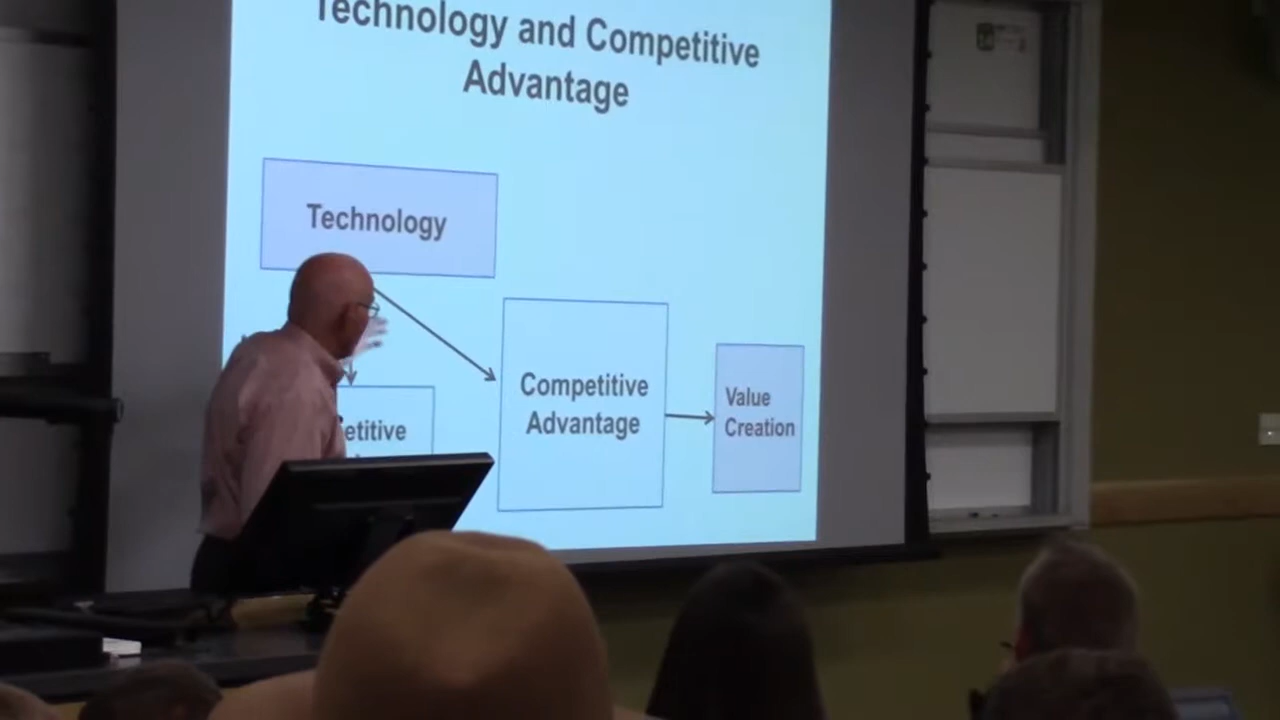 Technology and Competitive
Advantage
Technology
Competitive
Advantage
Value
Creation
etitive